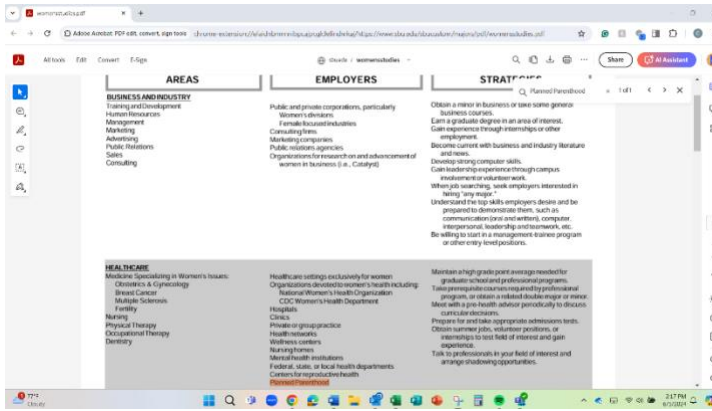 womensstudies.pdf
Adobe Acrobat: PDF edit, convert, sign tools
All tools Edit Convert E-Sign
womensstudies
Share
AI Assistant
Planned Parenthood
1 of 1
AREAS
EMPLOYERS
STRATEGIES
BUSINESS AND INDUSTRY
Training and Development
Human Resources
Management
Marketing
Advertising
Public Relations
Sales
Consulting
Public and private corporations, particularly
Women's divisions
Female focused industries
Consulting firms
Marketing companies
Public relations agencies
Organizations for research on and advancement of
women in business (i.e., Catalyst)
Obtain a minor in business or take some general
business courses.
Earn a graduate degree in an area of interest.
Gain experience through internships or other
employment.
Become current with business and industry literature
and news.
Develop strong computer skills.
Gain leadership experience through campus
involvement or volunteer work.
When job searching, seek employers interested in
hiring "any major."
Understand the top skills employers desire and be
prepared to demonstrate them, such as
communication (oral and written), computer,
interpersonal, leadership and teamwork, etc.
Be willing to start in a management-trainee program
or other entry-level positions.
HEALTHCARE
Medicine Specializing in Women's Issues:
Obstetrics & Gynecology
Breast Cancer
Multiple Sclerosis
Fertility
Nursing
Physical Therapy
Occupational Therapy
Dentistry
Healthcare settings exclusively for women
Organizations devoted to women's health including:
National Women's Health Organization
CDC Women's Health Department
Hospitals
Clinics
Private or group practice
Health networks
Wellness centers
Nursing homes
Mental health institutions
Federal, state, or local health departments
Centers for reproductive health
Planned Parenthood
Maintain a high grade point average needed for
graduate school and professional programs.
Take prerequisite courses required by professional
program, or obtain a related double major or minor.
Meet with a pre-health advisor periodically to discuss
curricular decisions.
Prepare for and take appropriate admissions tests.
Obtain summer jobs, volunteer positions, or
internships to test field of interest and gain
experience.
Talk to professionals in your field of interest and
arrange shadowing opportunities.
77°F
Cloudy
2:17 PM
6/5/2024